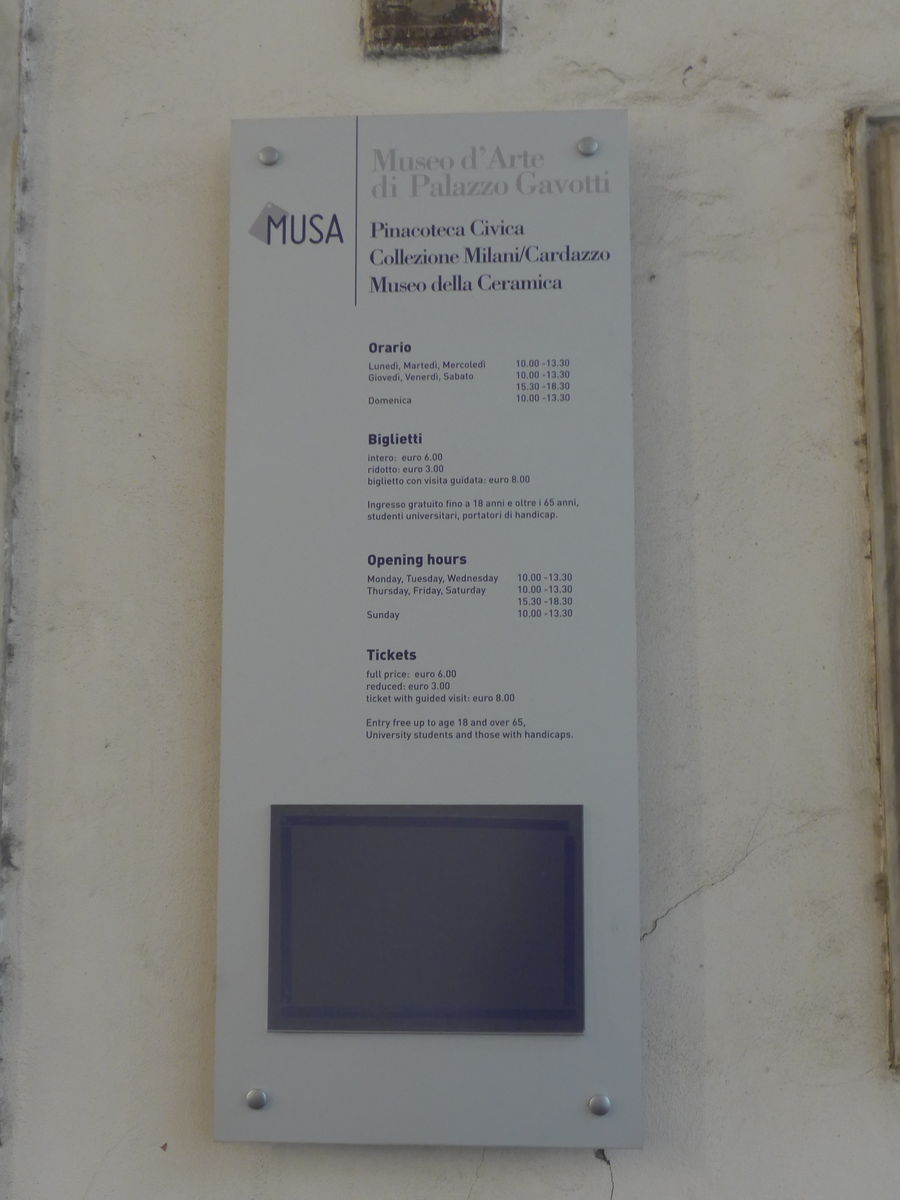 MUSA
Museo d'Arte
di Palazzo Gavotti
Pinacoteca Civica
Collezione Milani/Cardazzo
Museo della Ceramica
Orario
Lunedì, Martedì, Mercoledì 10.00 -13.30
Giovedì, Venerdì, Sabato 10.00 -13.30
15.30 -18.30
Domenica 10.00 -13.30
Biglietti
intero: euro 6.00
ridotto: euro 3.00
biglietto con visita guidata: euro 8.00
Ingresso gratuito fino a 18 anni e oltre i 65 anni,
studenti universitari, portatori di handicap.
Opening hours
Monday, Tuesday, Wednesday 10.00 -13.30
Thursday, Friday, Saturday 10.00 -13.30
15.30 -18.30
Sunday 10.00 -13.30
Tickets
full price: euro 6.00
reduced: euro 3.00
ticket with guided visit: euro 8.00
Entry free up to age 18 and over 65,
University students and those with handicaps.